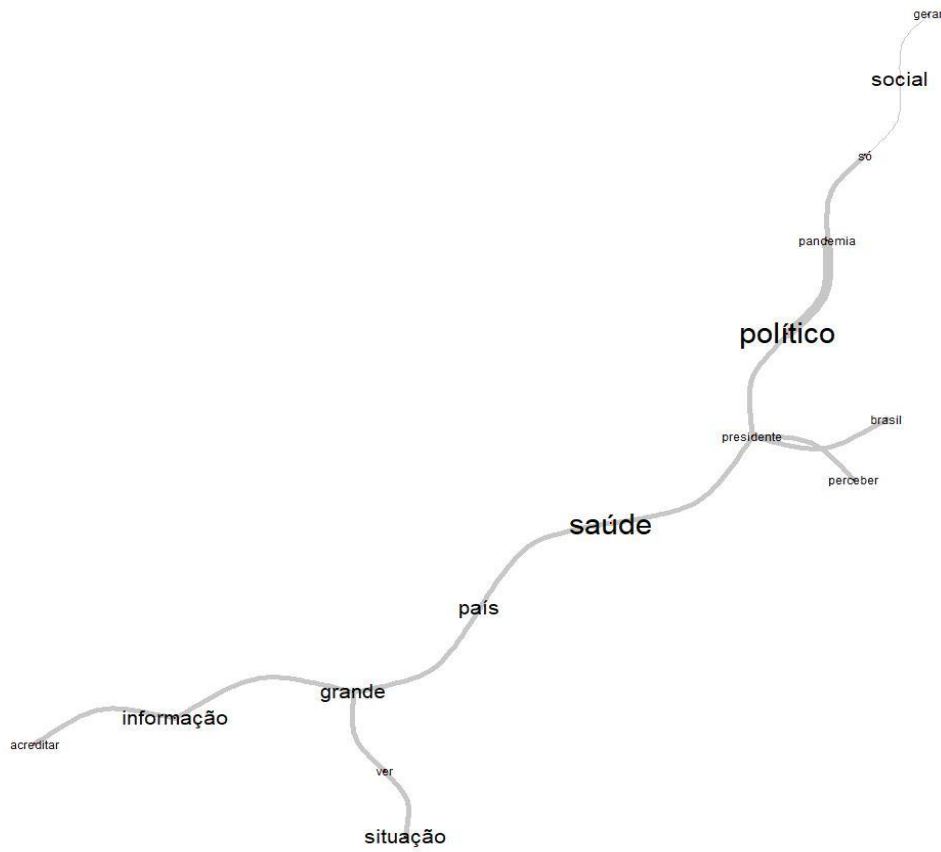 gerar
social
só
pandemia
político
brasil
presidente
perceber
saúde
país
grande
informação
acreditar
ver
situação